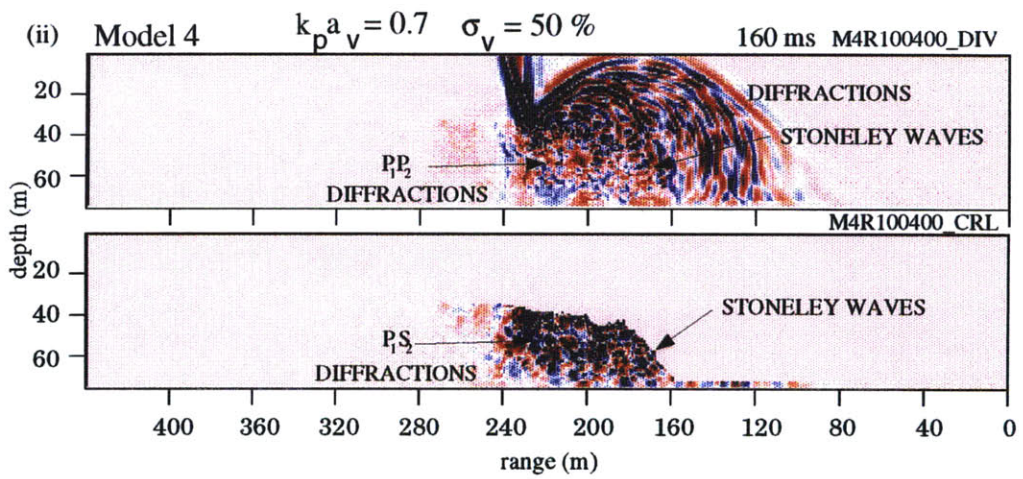 (ii) Model 4 kₚaᵥ = 0.7 σᵥ = 50 % 160 ms M4R100400_DIV
20
40
60
DIFFRACTIONS
STONELEY WAVES
P₁P₂
DIFFRACTIONS
depth (m)
M4R100400_CRL
20
40
60
STONELEY WAVES
P₁S₂
DIFFRACTIONS
400 360 320 280 240 200 160 120 80 40 0
range (m)